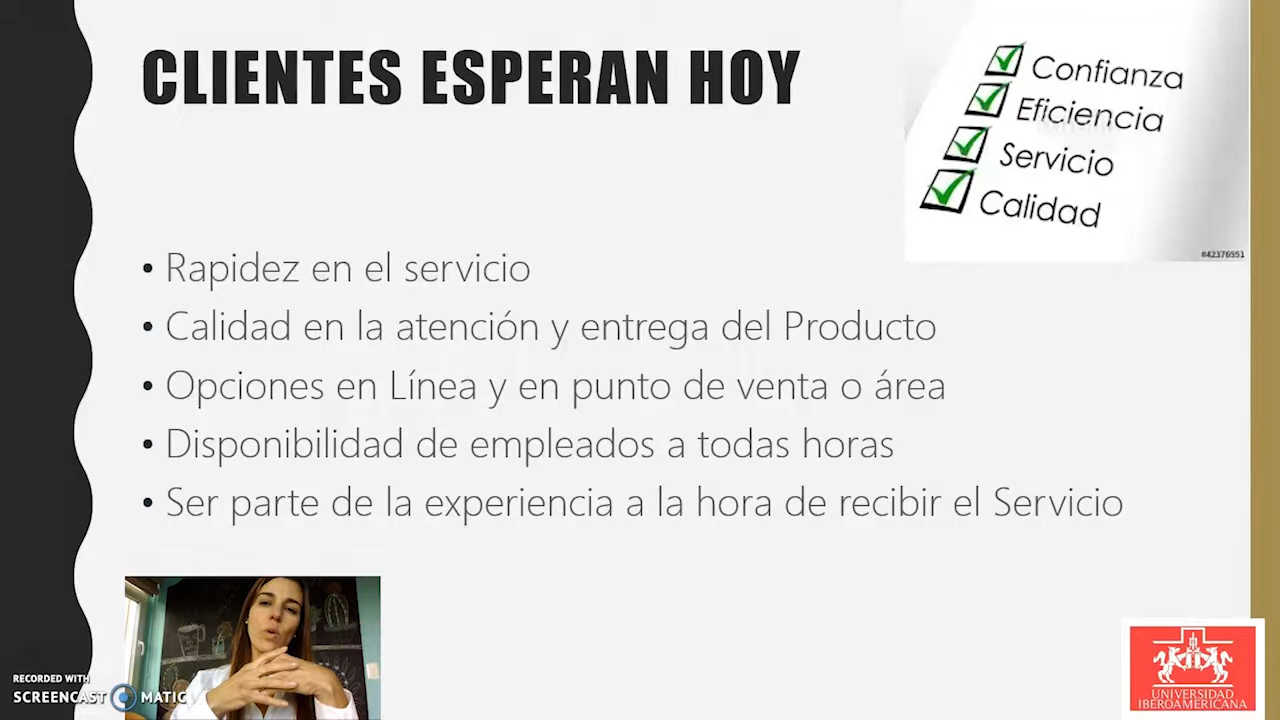 CLIENTES ESPERAN HOY
Confianza
Eficiencia
Servicio
Calidad
#42376951
• Rapidez en el servicio
• Calidad en la atención y entrega del Producto
• Opciones en Línea y en punto de venta o área
• Disponibilidad de empleados a todas horas
• Ser parte de la experiencia a la hora de recibir el Servicio
RECORDED WITH
SCREENCAST MATIC
UNIVERSIDAD
IBEROAMERICANA